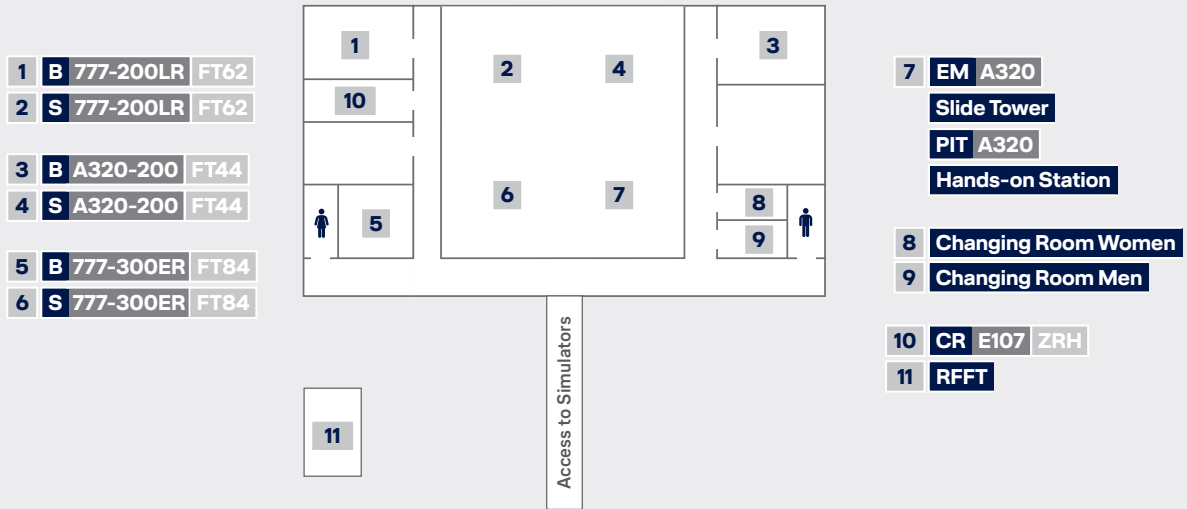 1 B 777-200LR FT62
2 S 777-200LR FT62
3 B A320-200 FT44
4 S A320-200 FT44
5 B 777-300ER FT84
6 S 777-300ER FT84
1
10
5
2
4
6
7
3
8
9
Access to Simulators
11
7 EM A320
Slide Tower
PIT A320
Hands-on Station
8 Changing Room Women
9 Changing Room Men
10 CR E107 ZRH
11 RFFT